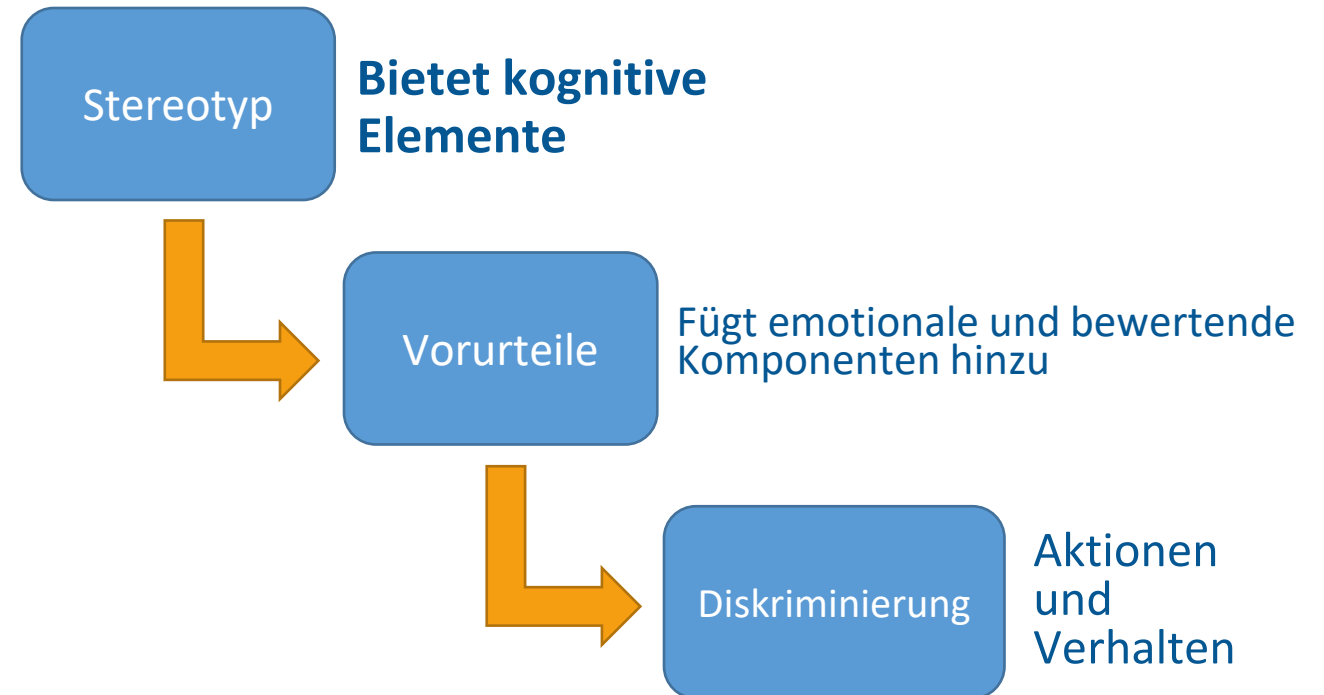 Stereotyp
Bietet kognitive
Elemente
Vorurteile
Fügt emotionale und bewertende
Komponenten hinzu
Diskriminierung
Aktionen
und
Verhalten